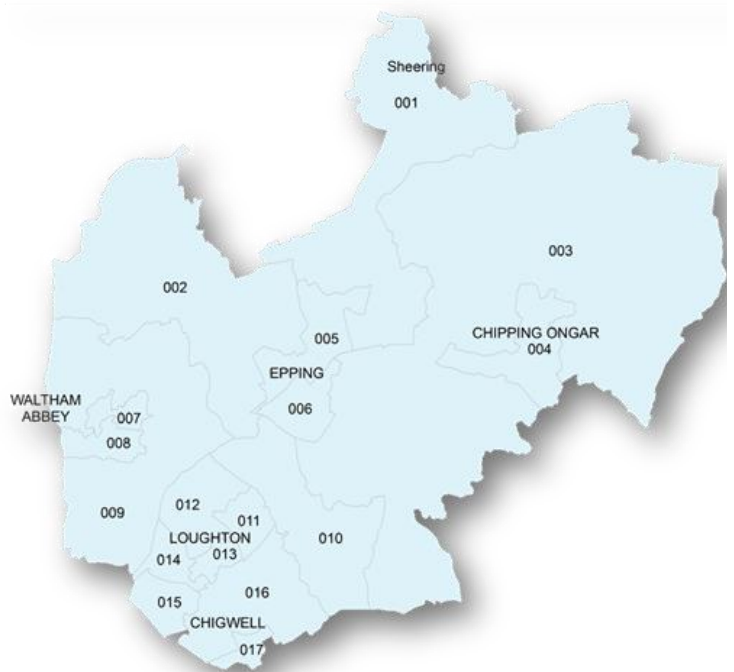 Sheering
001
003
002
005
CHIPPING ONGAR
004
EPPING
WALTHAM
ABBEY
006
007
008
012
009
011
LOUGHTON
010
013
014
016
015
CHIGWELL
017